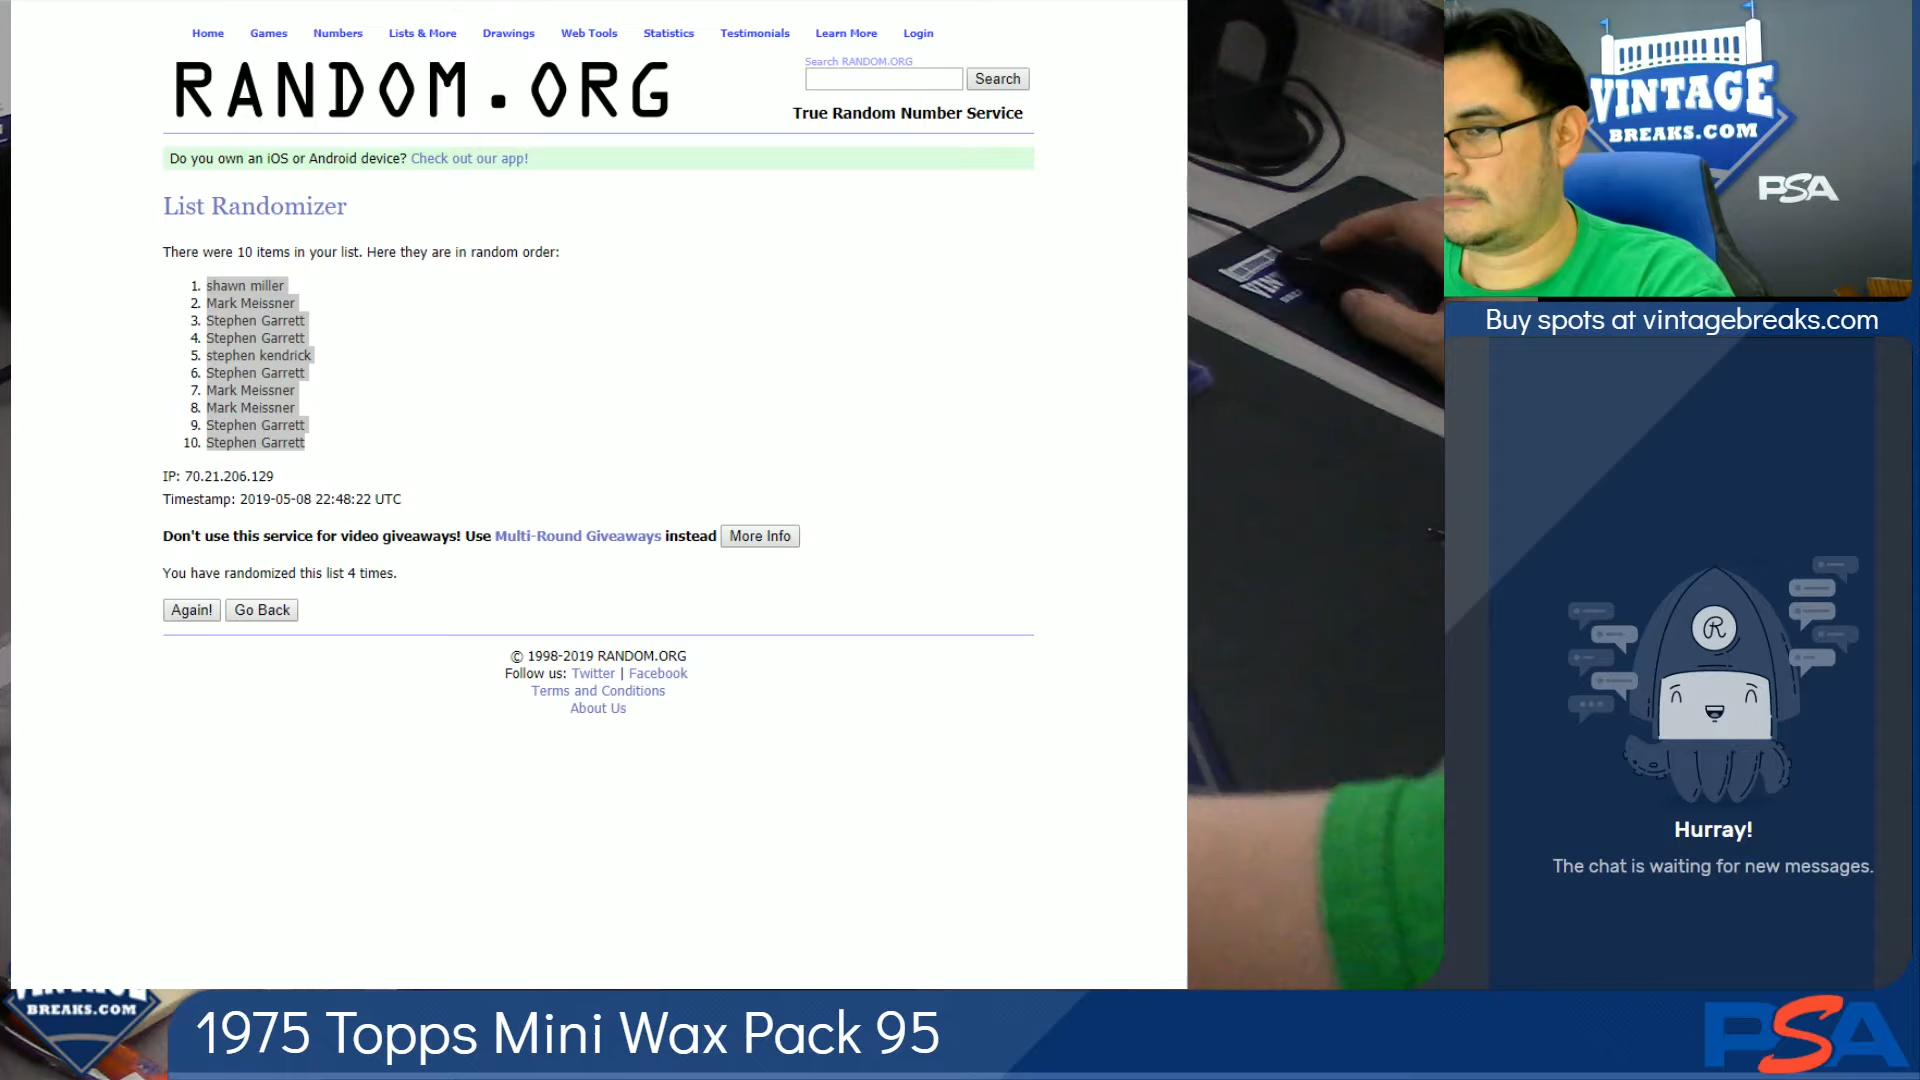 Home Games Numbers Lists & More Drawings Web Tools Statistics Testimonials Learn More Login
RANDOM.ORG
Search RANDOM.ORG
Search
True Random Number Service
Do you own an iOS or Android device? Check out our app!
List Randomizer
There were 10 items in your list. Here they are in random order:
1. shawn miller
2. Mark Meissner
3. Stephen Garrett
4. Stephen Garrett
5. stephen kendrick
6. Stephen Garrett
7. Mark Meissner
8. Mark Meissner
9. Stephen Garrett
10. Stephen Garrett
IP: 70.21.206.129
Timestamp: 2019-05-08 22:48:22 UTC
Don't use this service for video giveaways! Use Multi-Round Giveaways instead More Info
You have randomized this list 4 times.
Again! Go Back
© 1998-2019 RANDOM.ORG
Follow us: Twitter | Facebook
Terms and Conditions
About Us
VINTAGE
BREAKS.COM
PSA
Buy spots at vintagebreaks.com
R
Hurray!
The chat is waiting for new messages.
BREAKS.COM
1975 Topps Mini Wax Pack 95
PSA